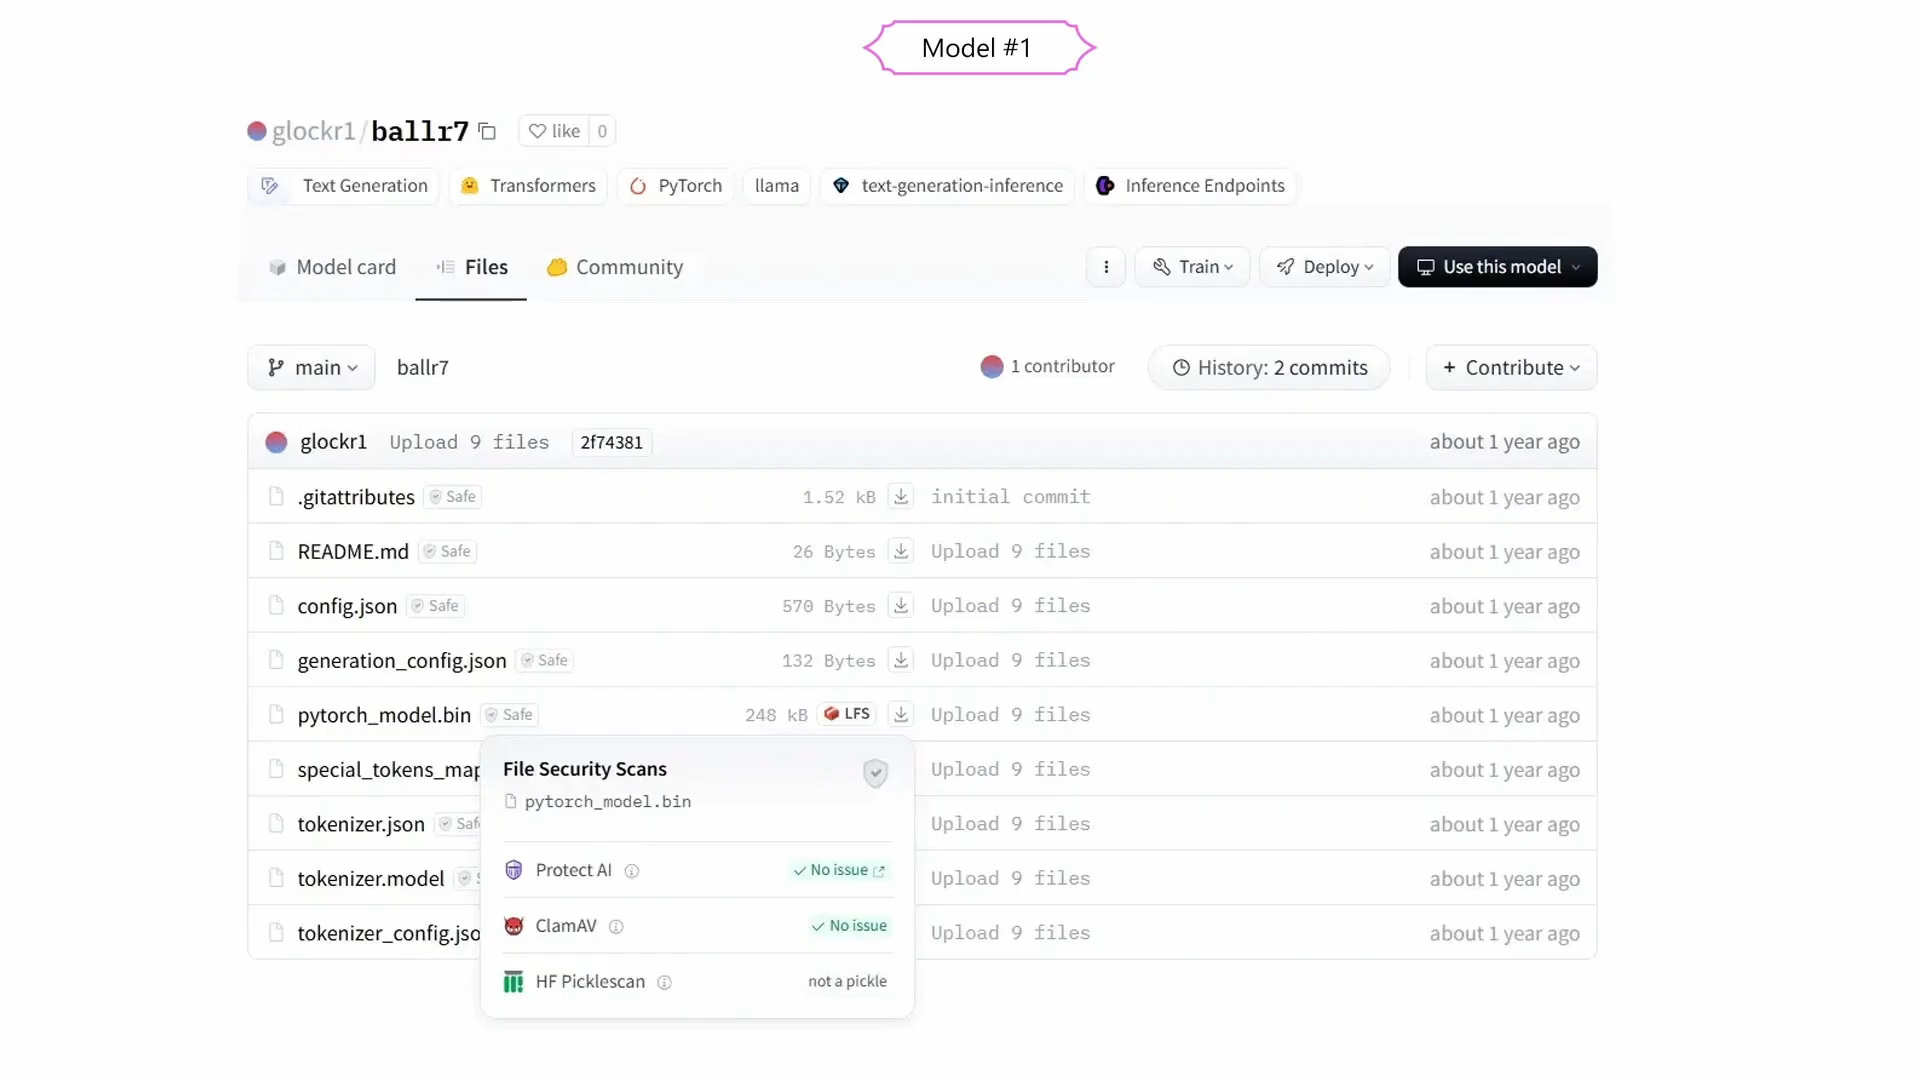 Model #1
glockr1/ballr7 like 0
Text Generation Transformers PyTorch llama text-generation-inference Inference Endpoints
Model card Files Community Train Deploy Use this model
main ballr7 1 contributor History: 2 commits + Contribute
glockr1 Upload 9 files 2f74381 about 1 year ago
.gitattributes Safe 1.52 kB initial commit about 1 year ago
README.md Safe 26 Bytes Upload 9 files about 1 year ago
config.json Safe 570 Bytes Upload 9 files about 1 year ago
generation_config.json Safe 132 Bytes Upload 9 files about 1 year ago
pytorch_model.bin Safe 248 kB LFS Upload 9 files about 1 year ago
special_tokens_map Upload 9 files about 1 year ago
tokenizer.json Saf Upload 9 files about 1 year ago
tokenizer.model S Upload 9 files about 1 year ago
tokenizer_config.jso Upload 9 files about 1 year ago
File Security Scans
pytorch_model.bin
Protect AI No issue
ClamAV No issue
HF Picklescan not a pickle